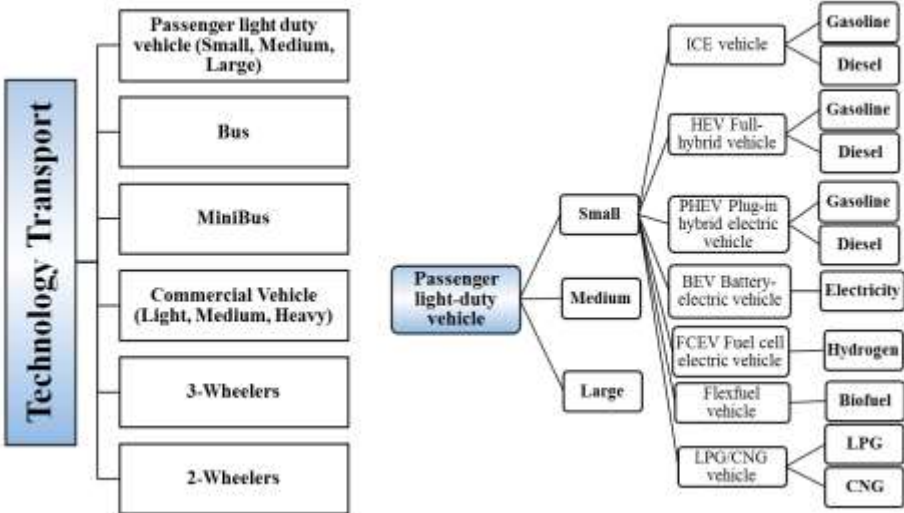 Technology Transport
Passenger light duty
vehicle (Small, Medium,
Large)
Bus
MiniBus
Commercial Vehicle
(Light, Medium, Heavy)
3-Wheelers
2-Wheelers
Passenger
light-duty
vehicle
Small
Medium
Large
ICE vehicle
Gasoline
Diesel
HEV Full-
hybrid vehicle
Gasoline
Diesel
PHEV Plug-in
hybrid electric
vehicle
Gasoline
Diesel
BEV Battery-
electric vehicle
Electricity
FCEV Fuel cell
electric vehicle
Hydrogen
Flexfuel
vehicle
Biofuel
LPG/CNG
vehicle
LPG
CNG